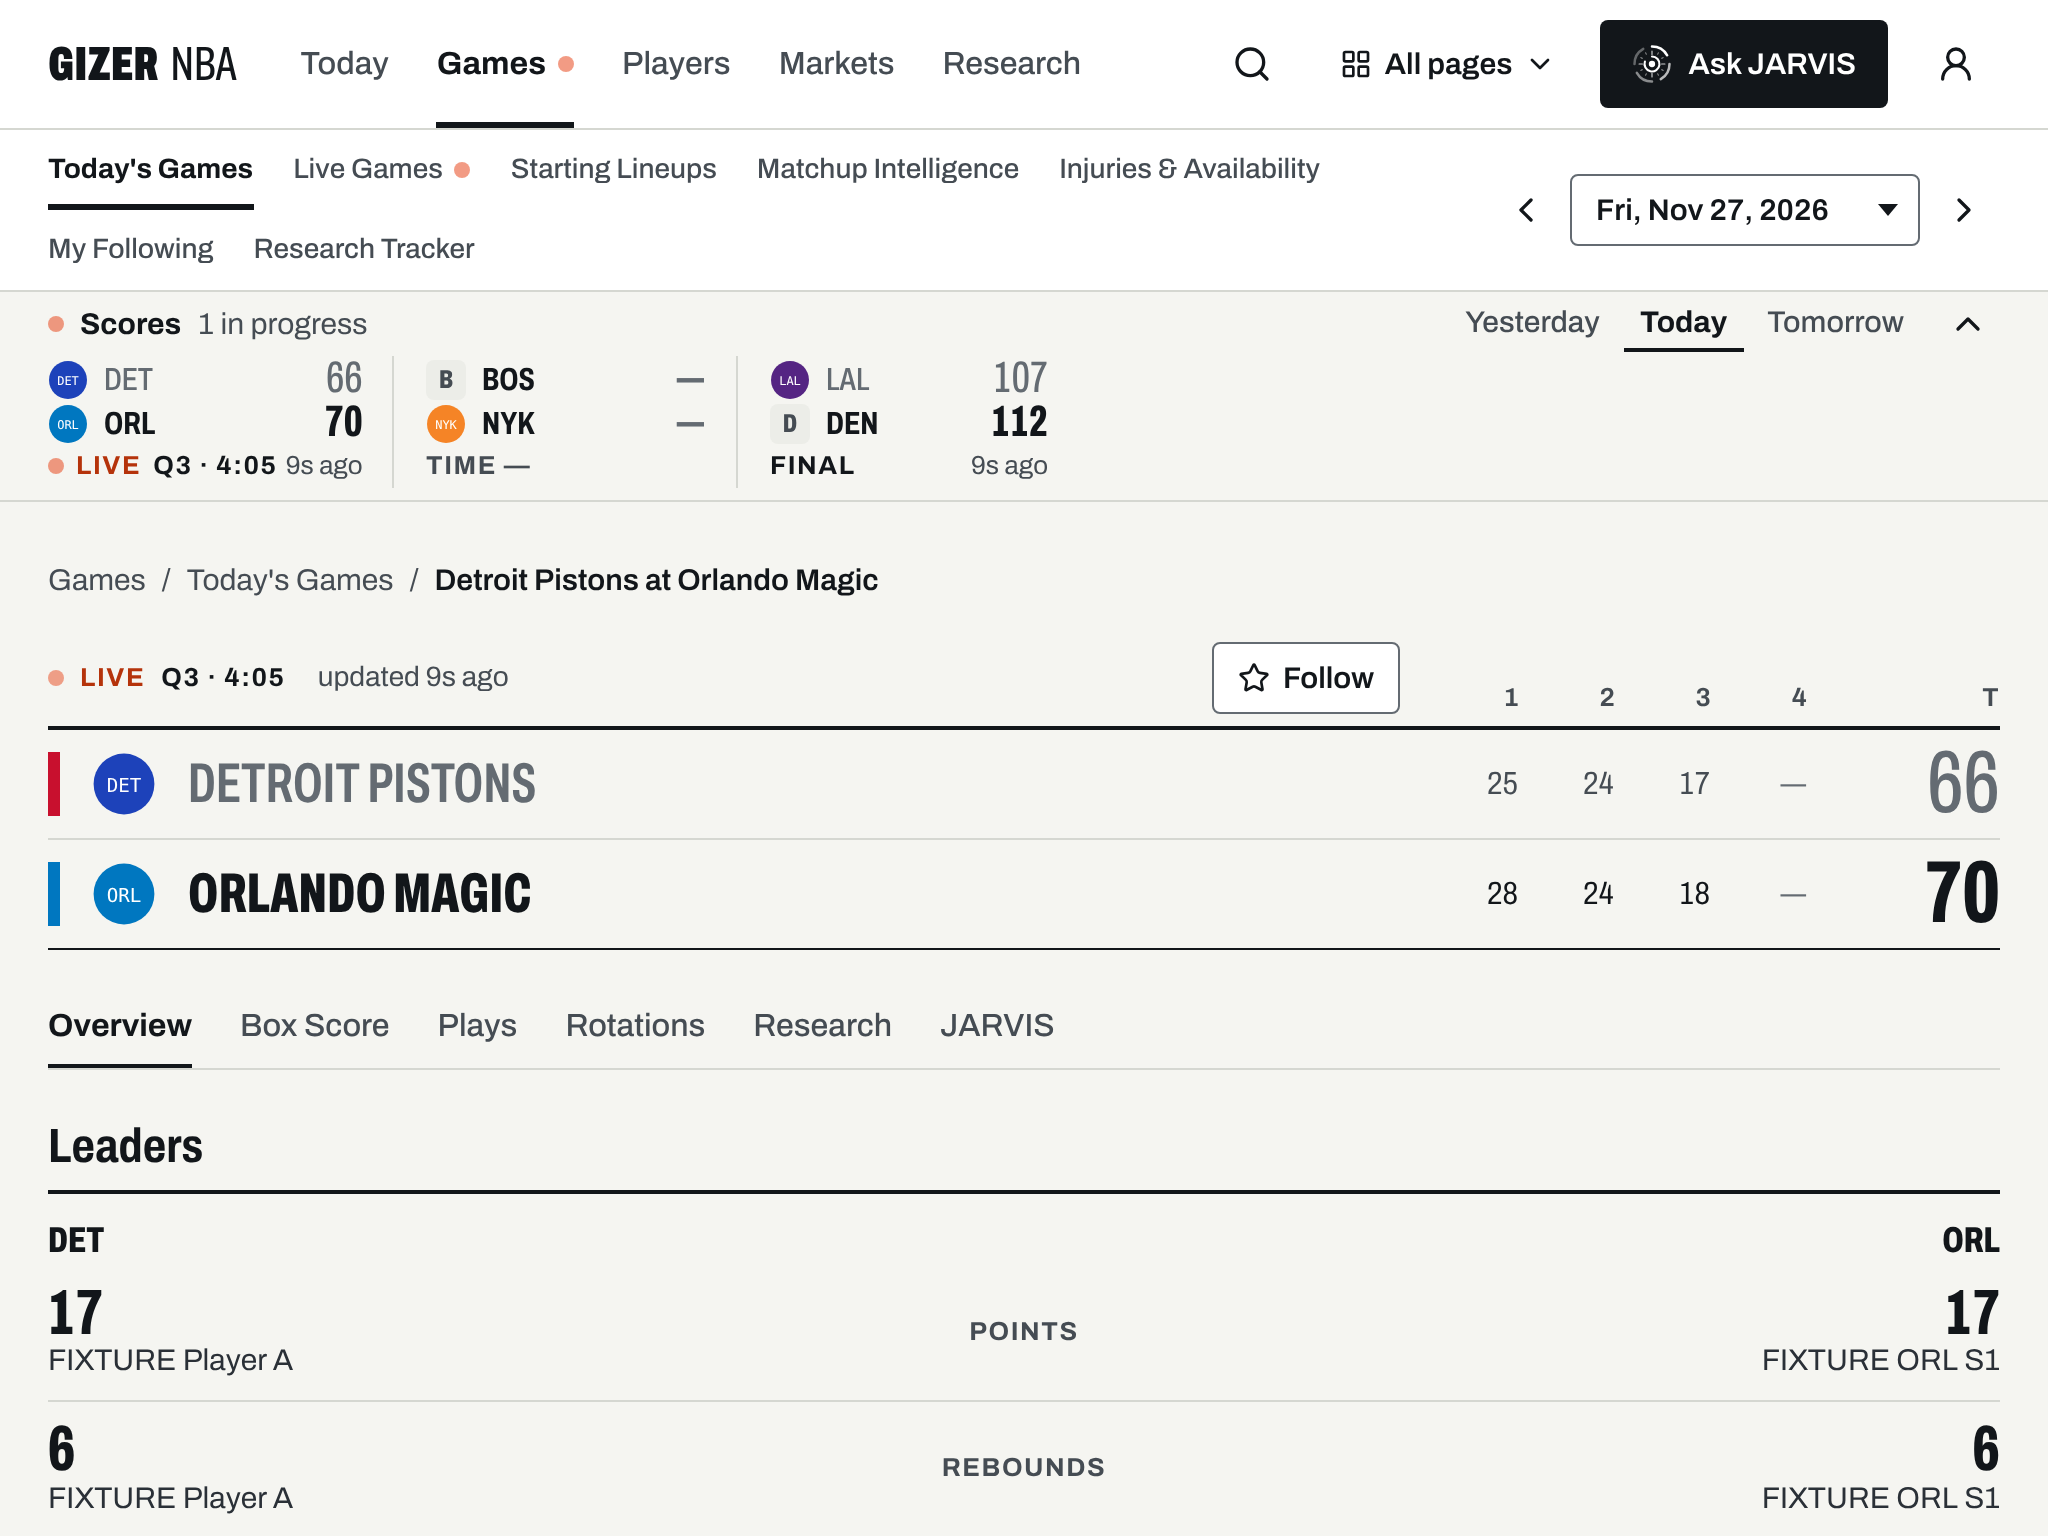 GIZER NBA Today Games Players Markets Research All pages Ask JARVIS
Today's Games Live Games Starting Lineups Matchup Intelligence Injuries & Availability
Fri, Nov 27, 2026
My Following Research Tracker
Scores 1 in progress Yesterday Today Tomorrow
DET DET 66
ORL ORL 70
LIVE Q3 · 4:05 9s ago
B BOS —
NYK NYK —
TIME —
LAL LAL 107
D DEN 112
FINAL 9s ago
Games / Today's Games / Detroit Pistons at Orlando Magic
LIVE Q3 · 4:05 updated 9s ago Follow 1 2 3 4 T
DET DETROIT PISTONS 25 24 17 — 66
ORL ORLANDO MAGIC 28 24 18 — 70
Overview Box Score Plays Rotations Research JARVIS
Leaders
DET ORL
17 POINTS 17
FIXTURE Player A FIXTURE ORL S1
6 REBOUNDS 6
FIXTURE Player A FIXTURE ORL S1